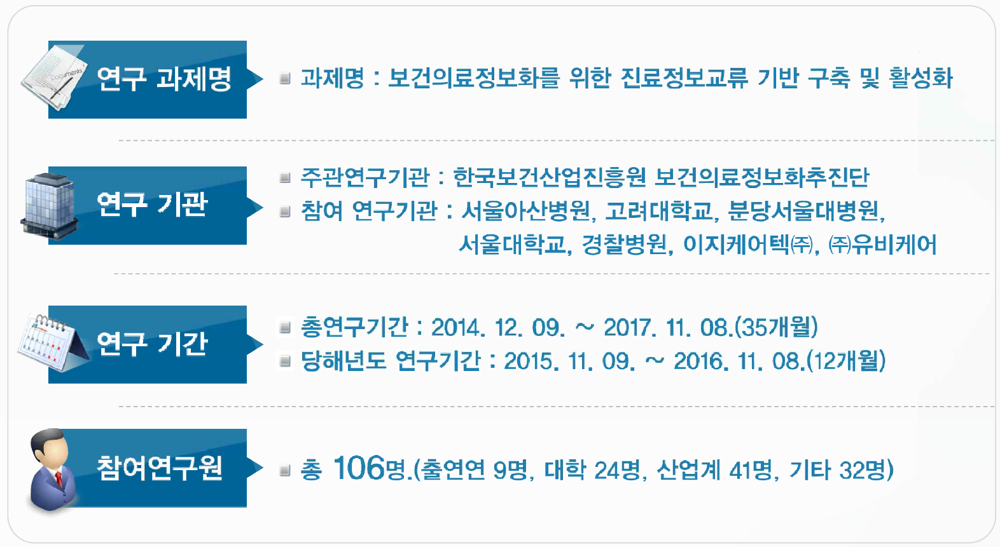 연구 과제명
과제명 : 보건의료정보화를 위한 진료정보교류 기반 구축 및 활성화
Documents
연구 기관
주관연구기관 : 한국보건산업진흥원 보건의료정보화추진단
참여 연구기관 : 서울아산병원, 고려대학교, 분당서울대병원,
서울대학교, 경찰병원, 이지케어텍㈜, ㈜유비케어
연구 기간
총연구기간 : 2014. 12. 09. ~ 2017. 11. 08.(35개월)
당해년도 연구기간 : 2015. 11. 09. ~ 2016. 11. 08.(12개월)
참여연구원
총 106명.(출연연 9명, 대학 24명, 산업계 41명, 기타 32명)